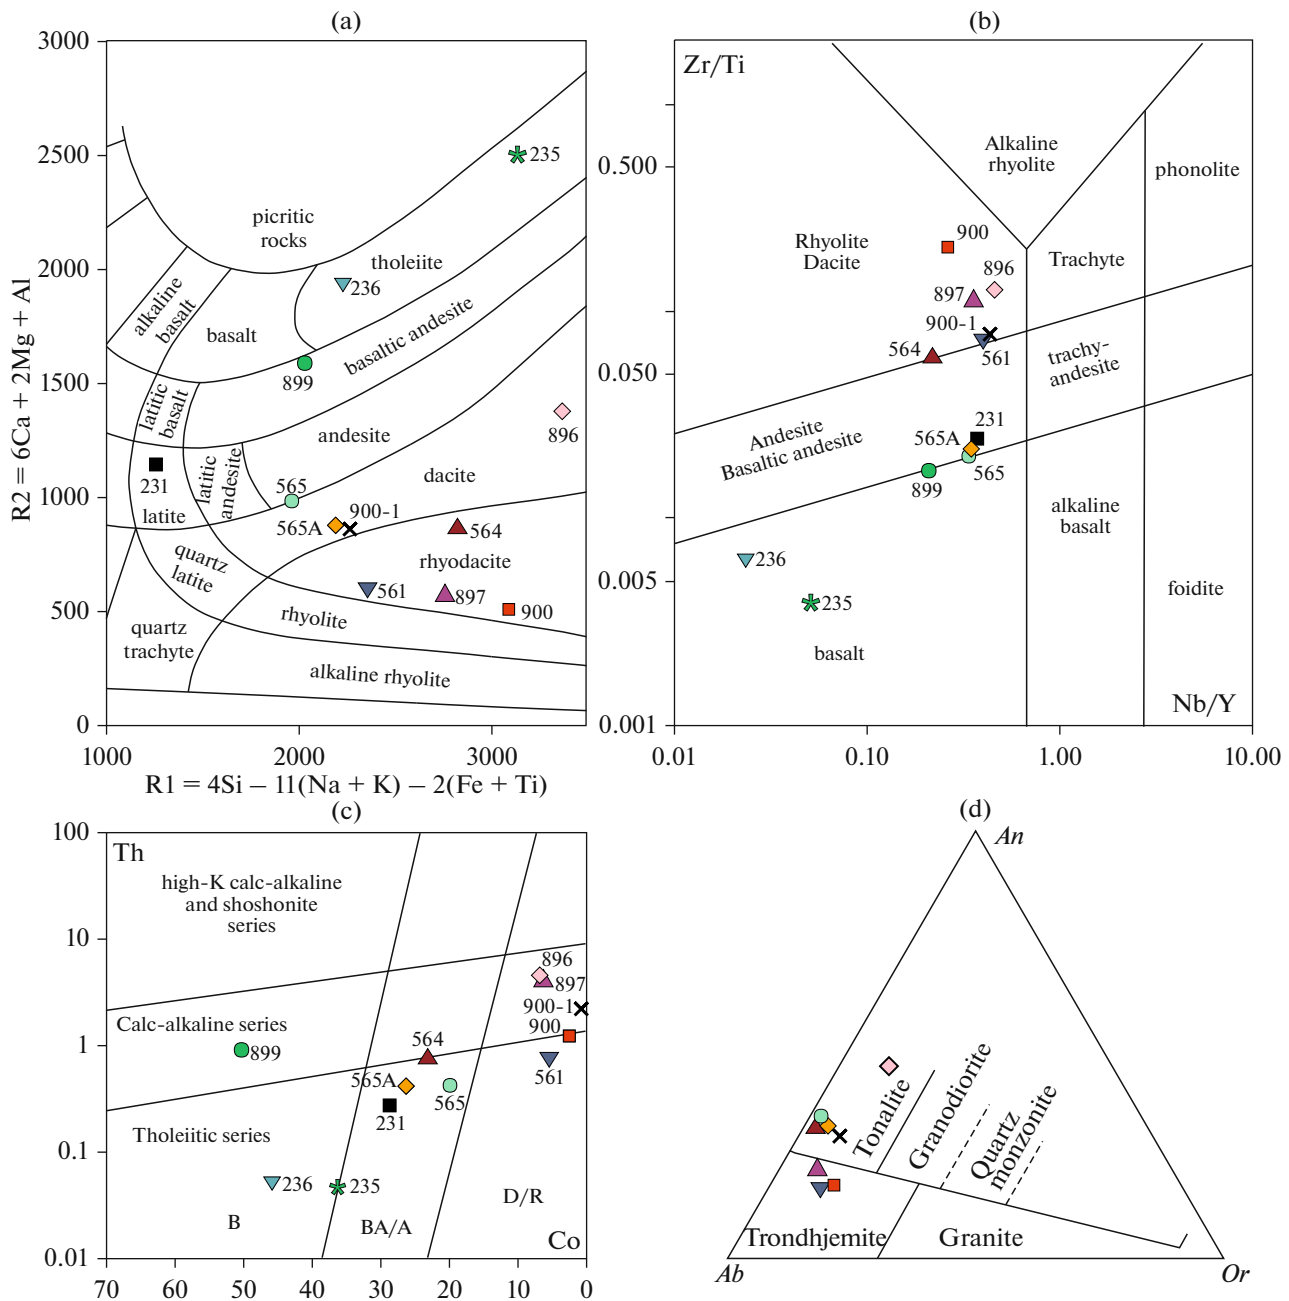 (a)
3000
2500
2000
1500
1000
500
0
1000
2000
3000
R2 = 6Ca + 2Mg + Al
R1 = 4Si – 11(Na + K) – 2(Fe + Ti)
picritic
rocks
235
tholeiite
236
alkaline
basalt
basalt
basaltic andesite
899
latitic
basalt
andesite
896
231
latitic
andesite
dacite
565
latite
565A
900-1
564
quartz
latite
rhyodacite
561
897
900
rhyolite
quartz
trachyte
alkaline rhyolite
(b)
Zr/Ti
0.500
0.050
0.005
0.001
0.01
0.10
1.00
10.00
Nb/Y
Alkaline
rhyolite
phonolite
Rhyolite
Dacite
900
Trachyte
896
897
900-1
564
561
trachy-
andesite
Andesite
Basaltic andesite
231
565A
565
899
alkaline
basalt
236
235
foidite
basalt
(c)
Th
100
10
1
0.1
0.01
70
60
50
40
30
20
10
0
Co
high-K calc-alkaline
and shoshonite
series
896
897
900-1
900
Calc-alkaline series
899
564
561
565A
565
231
Tholeiitic series
236
235
B
BA/A
D/R
(d)
An
Tonalite
Granodiorite
Quartz
monzonite
Trondhjemite
Granite
Ab
Or